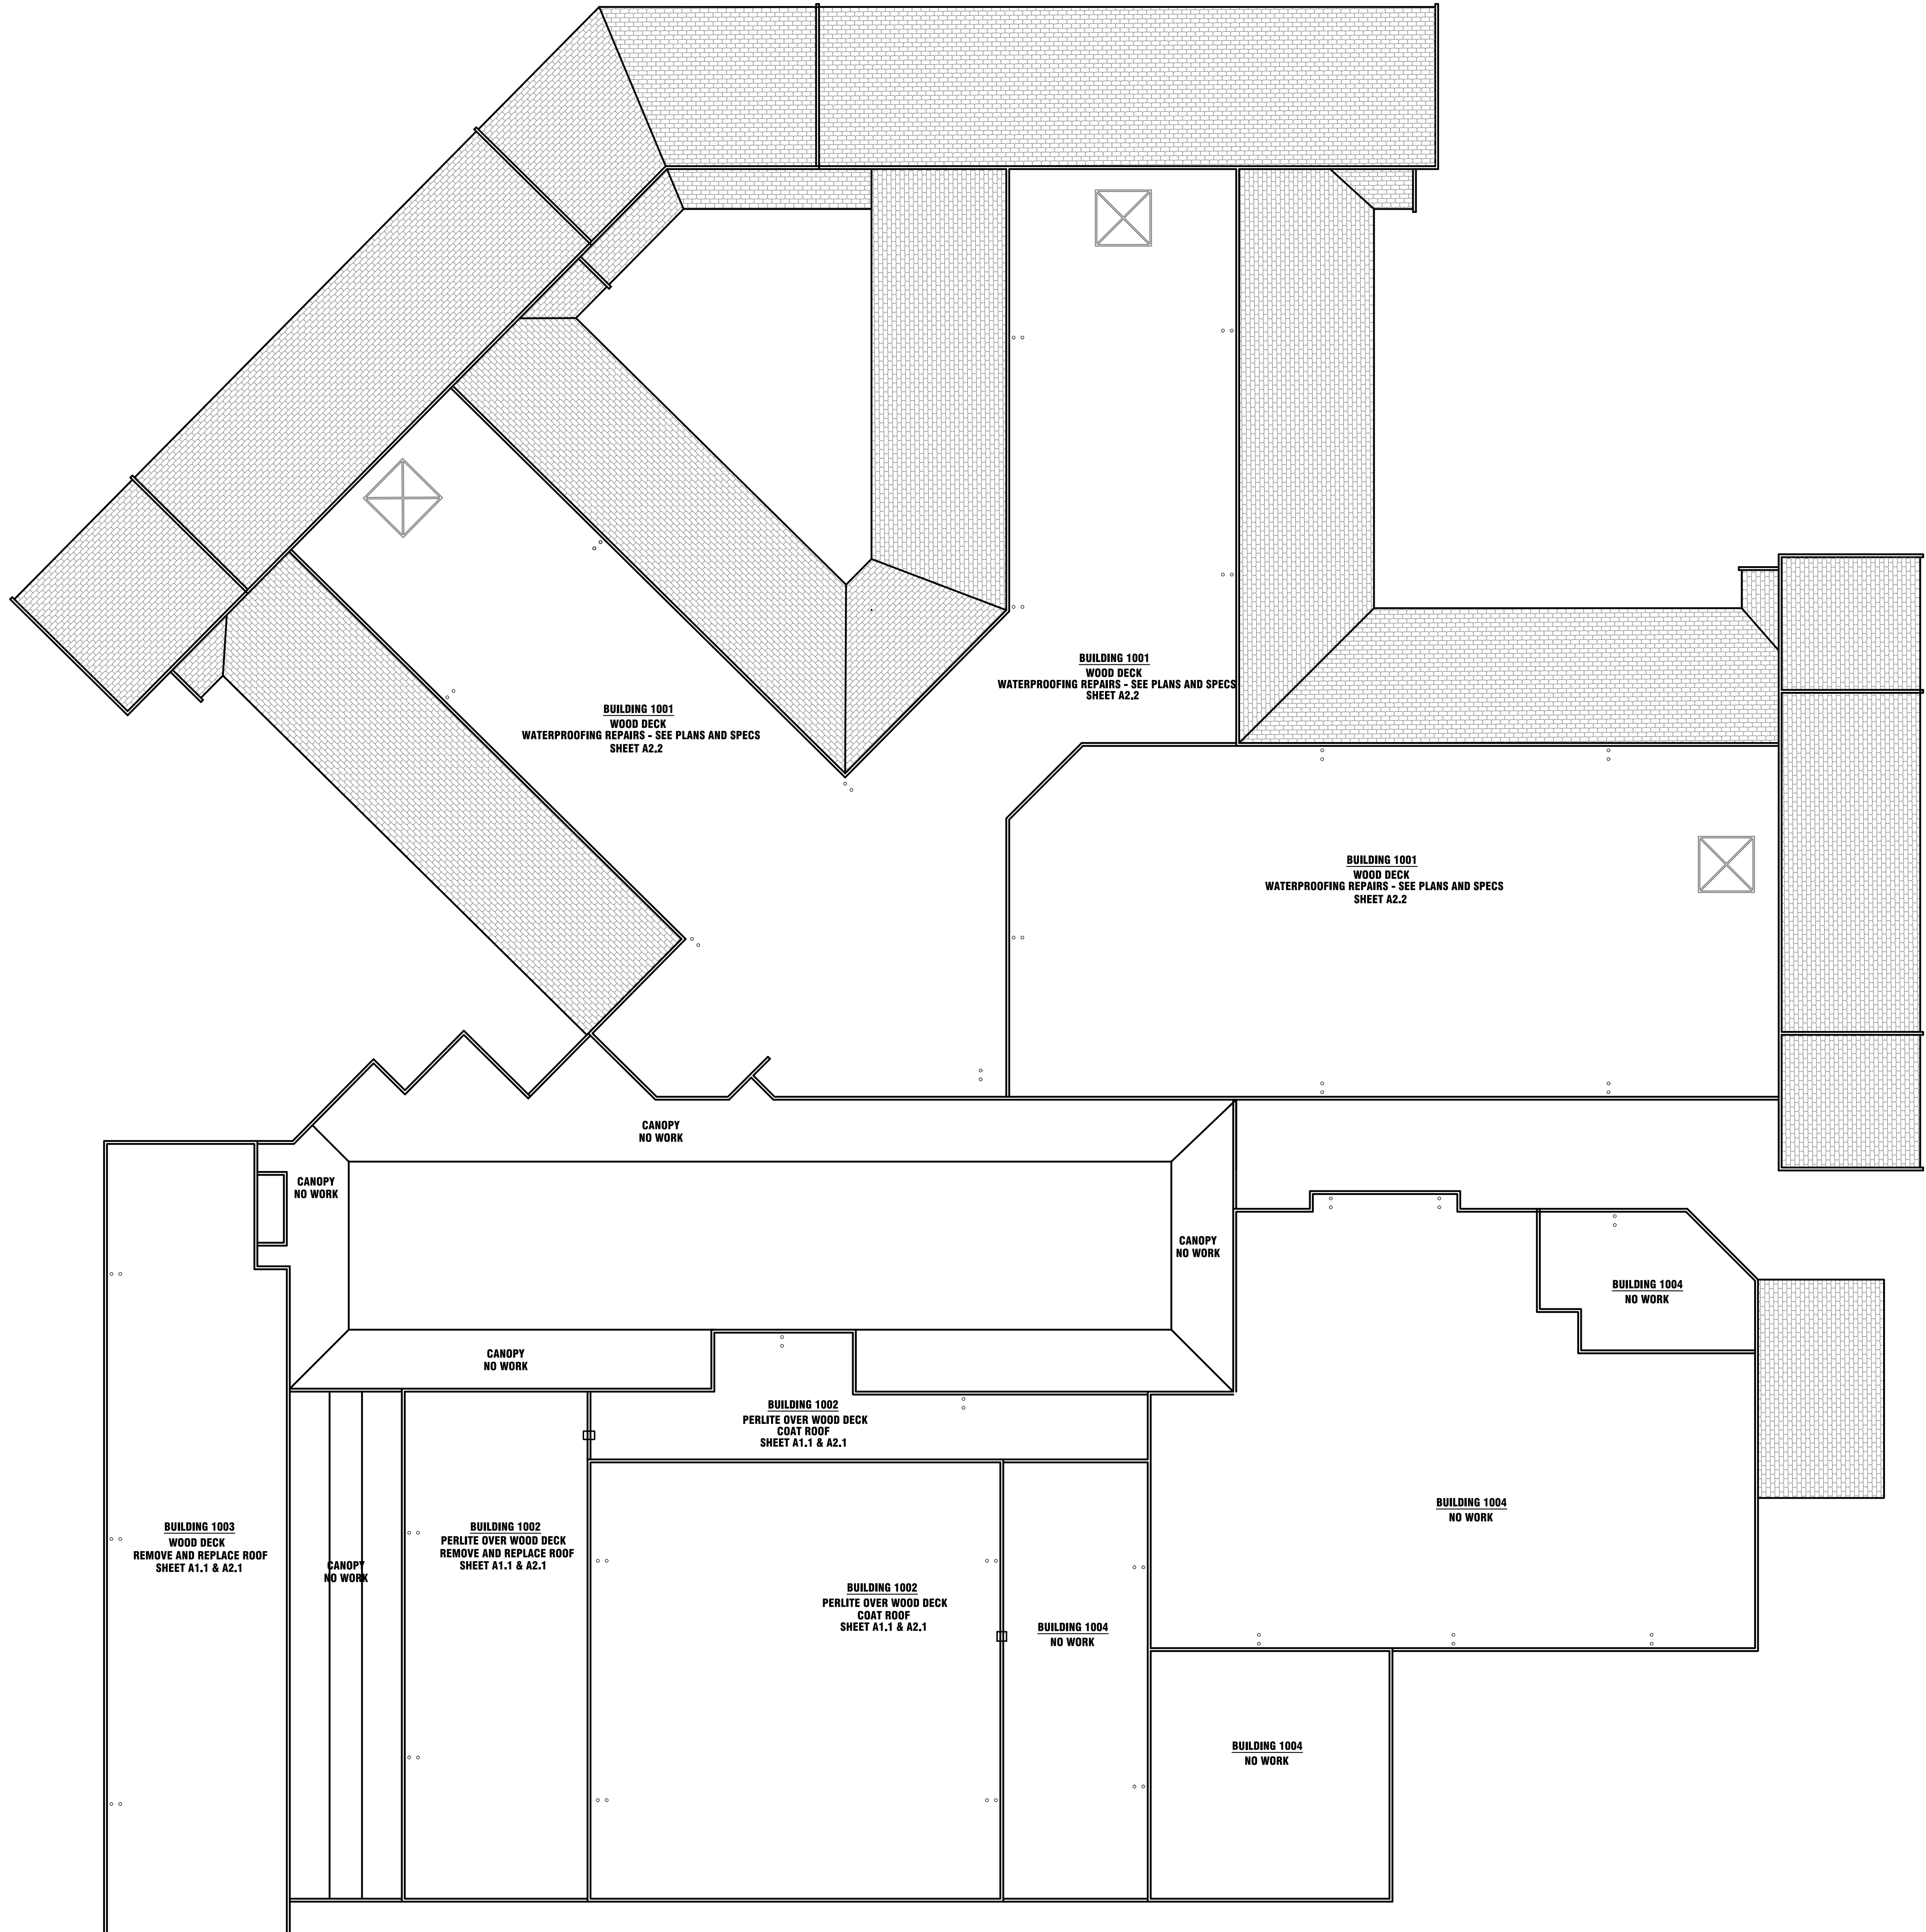 BUILDING 1001
WOOD DECK
WATERPROOFING REPAIRS - SEE PLANS AND SPECS
SHEET A2.2
BUILDING 1001
WOOD DECK
WATERPROOFING REPAIRS - SEE PLANS AND SPECS
SHEET A2.2
BUILDING 1001
WOOD DECK
WATERPROOFING REPAIRS - SEE PLANS AND SPECS
SHEET A2.2
CANOPY
NO WORK
CANOPY
NO WORK
CANOPY
NO WORK
BUILDING 1004
NO WORK
CANOPY
NO WORK
BUILDING 1002
PERLITE OVER WOOD DECK
COAT ROOF
SHEET A1.1 & A2.1
BUILDING 1004
NO WORK
BUILDING 1003
WOOD DECK
REMOVE AND REPLACE ROOF
SHEET A1.1 & A2.1
CANOPY
NO WORK
BUILDING 1002
PERLITE OVER WOOD DECK
REMOVE AND REPLACE ROOF
SHEET A1.1 & A2.1
BUILDING 1002
PERLITE OVER WOOD DECK
COAT ROOF
SHEET A1.1 & A2.1
BUILDING 1004
NO WORK
BUILDING 1004
NO WORK